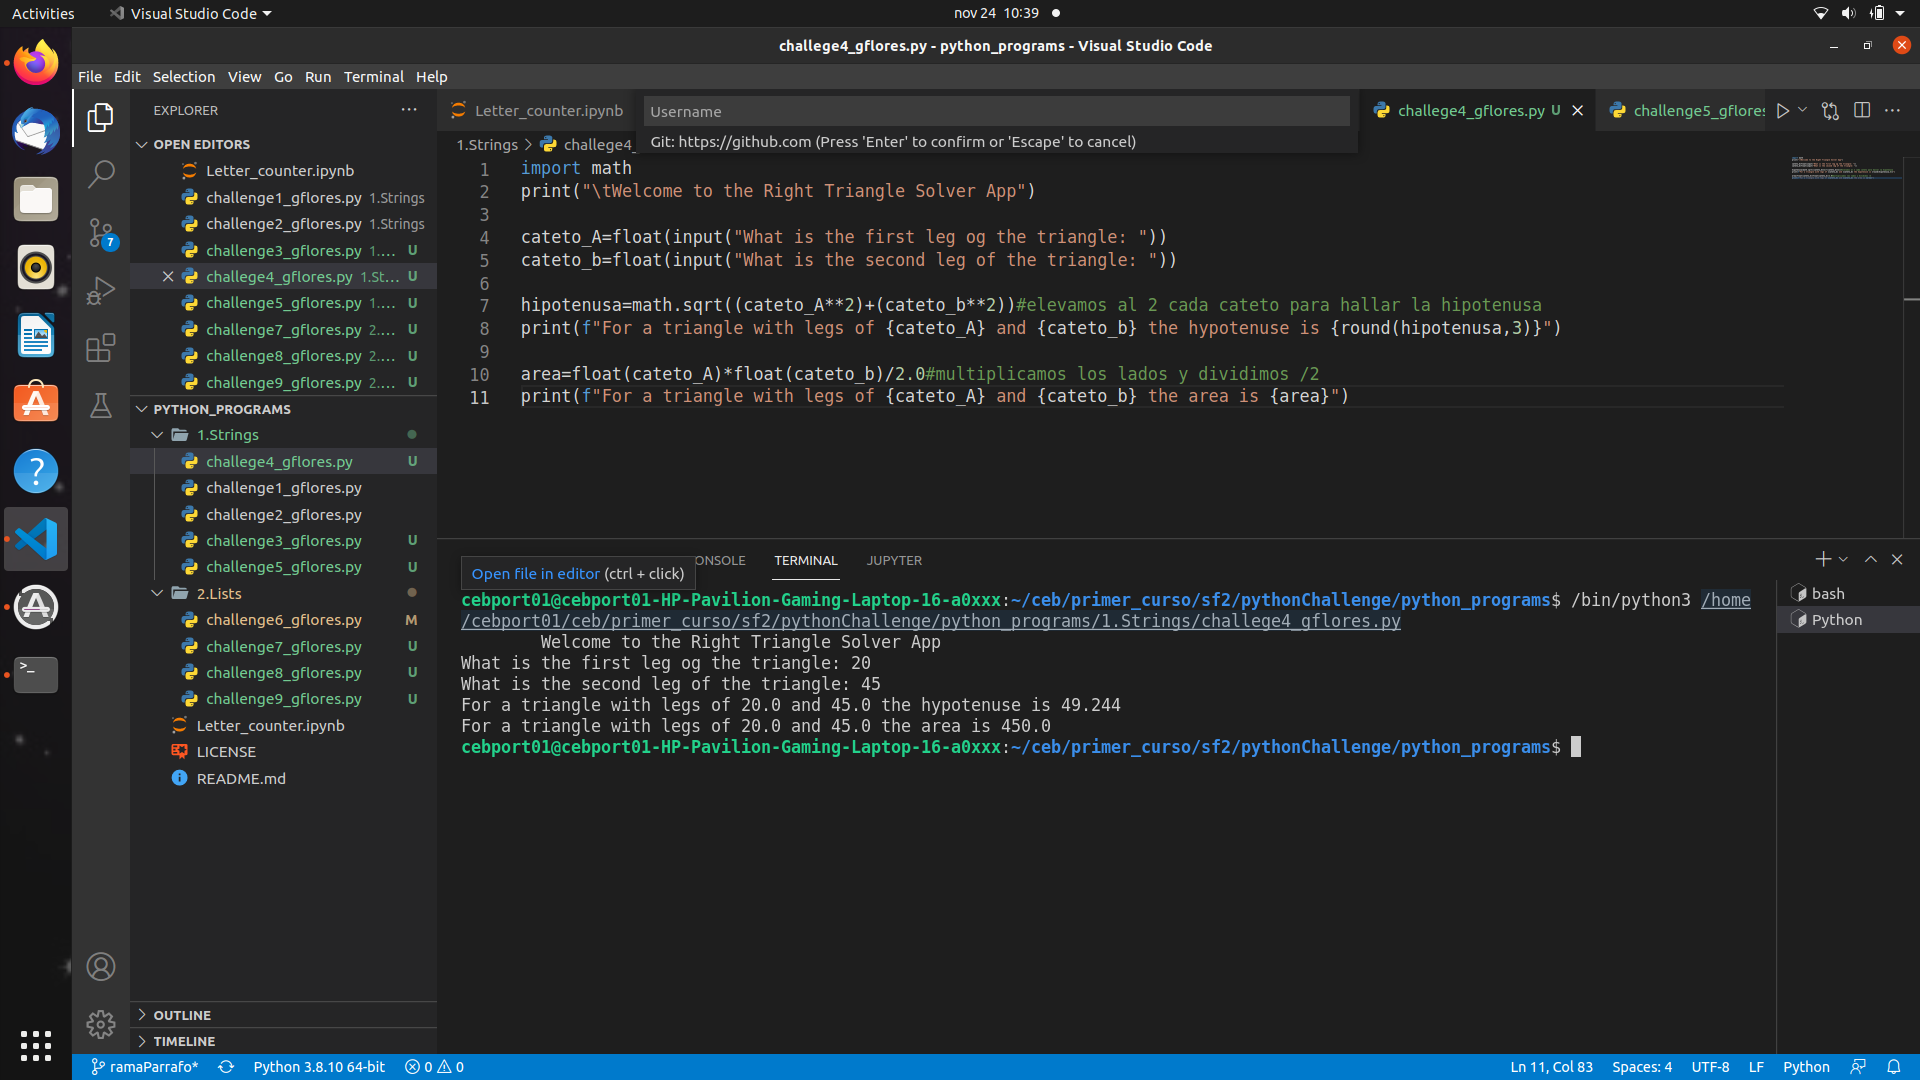 Activities
Visual Studio Code
nov 24 10:39
challege4_gflores.py - python_programs - Visual Studio Code
File Edit Selection View Go Run Terminal Help
EXPLORER
OPEN EDITORS
Letter_counter.ipynb
challenge1_gflores.py 1.Strings
challenge2_gflores.py 1.Strings
challenge3_gflores.py 1.... U
challege4_gflores.py 1.St... U
challenge5_gflores.py 1.... U
challenge7_gflores.py 2.... U
challenge8_gflores.py 2.... U
challenge9_gflores.py 2.... U
PYTHON_PROGRAMS
1.Strings
challege4_gflores.py U
challenge1_gflores.py
challenge2_gflores.py
challenge3_gflores.py U
challenge5_gflores.py U
2.Lists
challenge6_gflores.py M
challenge7_gflores.py U
challenge8_gflores.py U
challenge9_gflores.py U
Letter_counter.ipynb
LICENSE
README.md
OUTLINE
TIMELINE
7
Letter_counter.ipynb
Username
Git: https://github.com (Press 'Enter' to confirm or 'Escape' to cancel)
challege4_gflores.py U
challenge5_gflores
1.Strings > challege4_
1 import math
2 print("\tWelcome to the Right Triangle Solver App")
3
4 cateto_A=float(input("What is the first leg og the triangle: "))
5 cateto_b=float(input("What is the second leg of the triangle: "))
6
7 hipotenusa=math.sqrt((cateto_A**2)+(cateto_b**2))#elevamos al 2 cada cateto para hallar la hipotenusa
8 print(f"For a triangle with legs of {cateto_A} and {cateto_b} the hypotenuse is {round(hipotenusa,3)}")
9
10 area=float(cateto_A)*float(cateto_b)/2.0#multiplicamos los lados y dividimos /2
11 print(f"For a triangle with legs of {cateto_A} and {cateto_b} the area is {area}")
Open file in editor (ctrl + click)
ONSOLE TERMINAL JUPYTER
cebport01@cebport01-HP-Pavilion-Gaming-Laptop-16-a0xxx:~/ceb/primer_curso/sf2/pythonChallenge/python_programs$ /bin/python3 /home
/cebport01/ceb/primer_curso/sf2/pythonChallenge/python_programs/1.Strings/challege4_gflores.py
Welcome to the Right Triangle Solver App
What is the first leg og the triangle: 20
What is the second leg of the triangle: 45
For a triangle with legs of 20.0 and 45.0 the hypotenuse is 49.244
For a triangle with legs of 20.0 and 45.0 the area is 450.0
cebport01@cebport01-HP-Pavilion-Gaming-Laptop-16-a0xxx:~/ceb/primer_curso/sf2/pythonChallenge/python_programs$
bash
Python
ramaParrafo* Python 3.8.10 64-bit 0 0
Ln 11, Col 83 Spaces: 4 UTF-8 LF Python